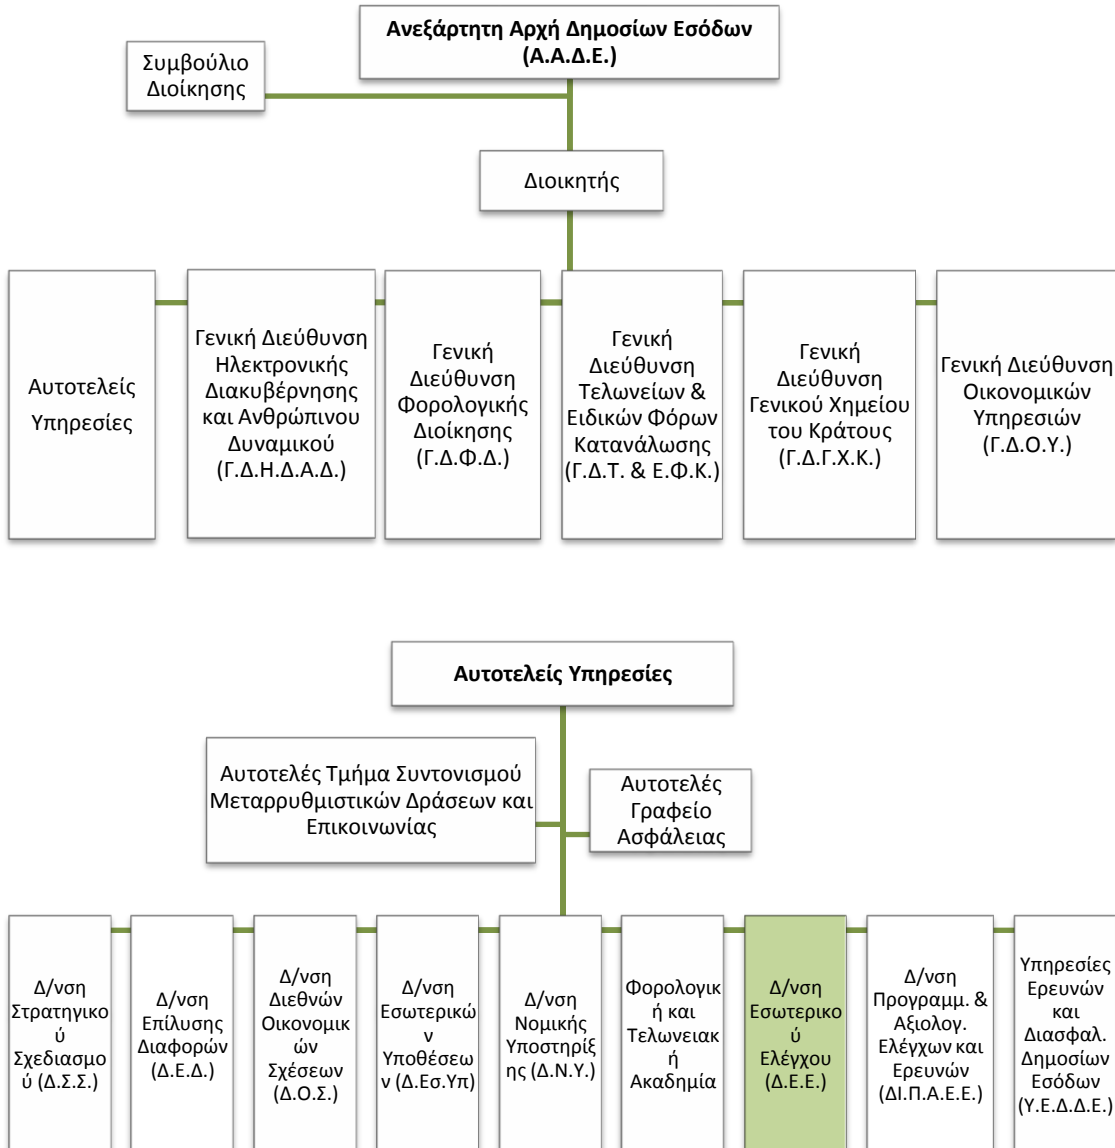 Ανεξάρτητη Αρχή Δημοσίων Εσόδων
(Α.Α.Δ.Ε.)
Συμβούλιο
Διοίκησης
Διοικητής
Αυτοτελείς
Υπηρεσίες
Γενική Διεύθυνση
Ηλεκτρονικής
Διακυβέρνησης
και Ανθρώπινου
Δυναμικού
(Γ.Δ.Η.Δ.Α.Δ.)
Γενική
Διεύθυνση
Φορολογικής
Διοίκησης
(Γ.Δ.Φ.Δ.)
Γενική
Διεύθυνση
Τελωνείων &
Ειδικών Φόρων
Κατανάλωσης
(Γ.Δ.Τ. & Ε.Φ.Κ.)
Γενική
Διεύθυνση
Γενικού Χημείου
του Κράτους
(Γ.Δ.Γ.Χ.Κ.)
Γενική Διεύθυνση
Οικονομικών
Υπηρεσιών
(Γ.Δ.Ο.Υ.)
Αυτοτελείς Υπηρεσίες
Αυτοτελές Τμήμα Συντονισμού
Μεταρρυθμιστικών Δράσεων και
Επικοινωνίας
Αυτοτελές
Γραφείο
Ασφάλειας
Δ/νση
Στρατηγικο
ύ
Σχεδιασμο
ύ (Δ.Σ.Σ.)
Δ/νση
Επίλυσης
Διαφορών
(Δ.Ε.Δ.)
Δ/νση
Διεθνών
Οικονομικ
ών
Σχέσεων
(Δ.Ο.Σ.)
Δ/νση
Εσωτερικώ
ν
Υποθέσεω
ν (Δ.Εσ.Υπ)
Δ/νση
Νομικής
Υποστηρίξ
ης (Δ.Ν.Υ.)
Φορολογικ
ή και
Τελωνειακ
ή
Ακαδημία
Δ/νση
Εσωτερικο
ύ
Ελέγχου
(Δ.Ε.Ε.)
Δ/νση
Προγραμμ. &
Αξιολογ.
Ελέγχων και
Ερευνών
(ΔΙ.Π.Α.Ε.Ε.)
Υπηρεσίες
Ερευνών
και
Διασφαλ.
Δημοσίων
Εσόδων
(Υ.Ε.Δ.Δ.Ε.)